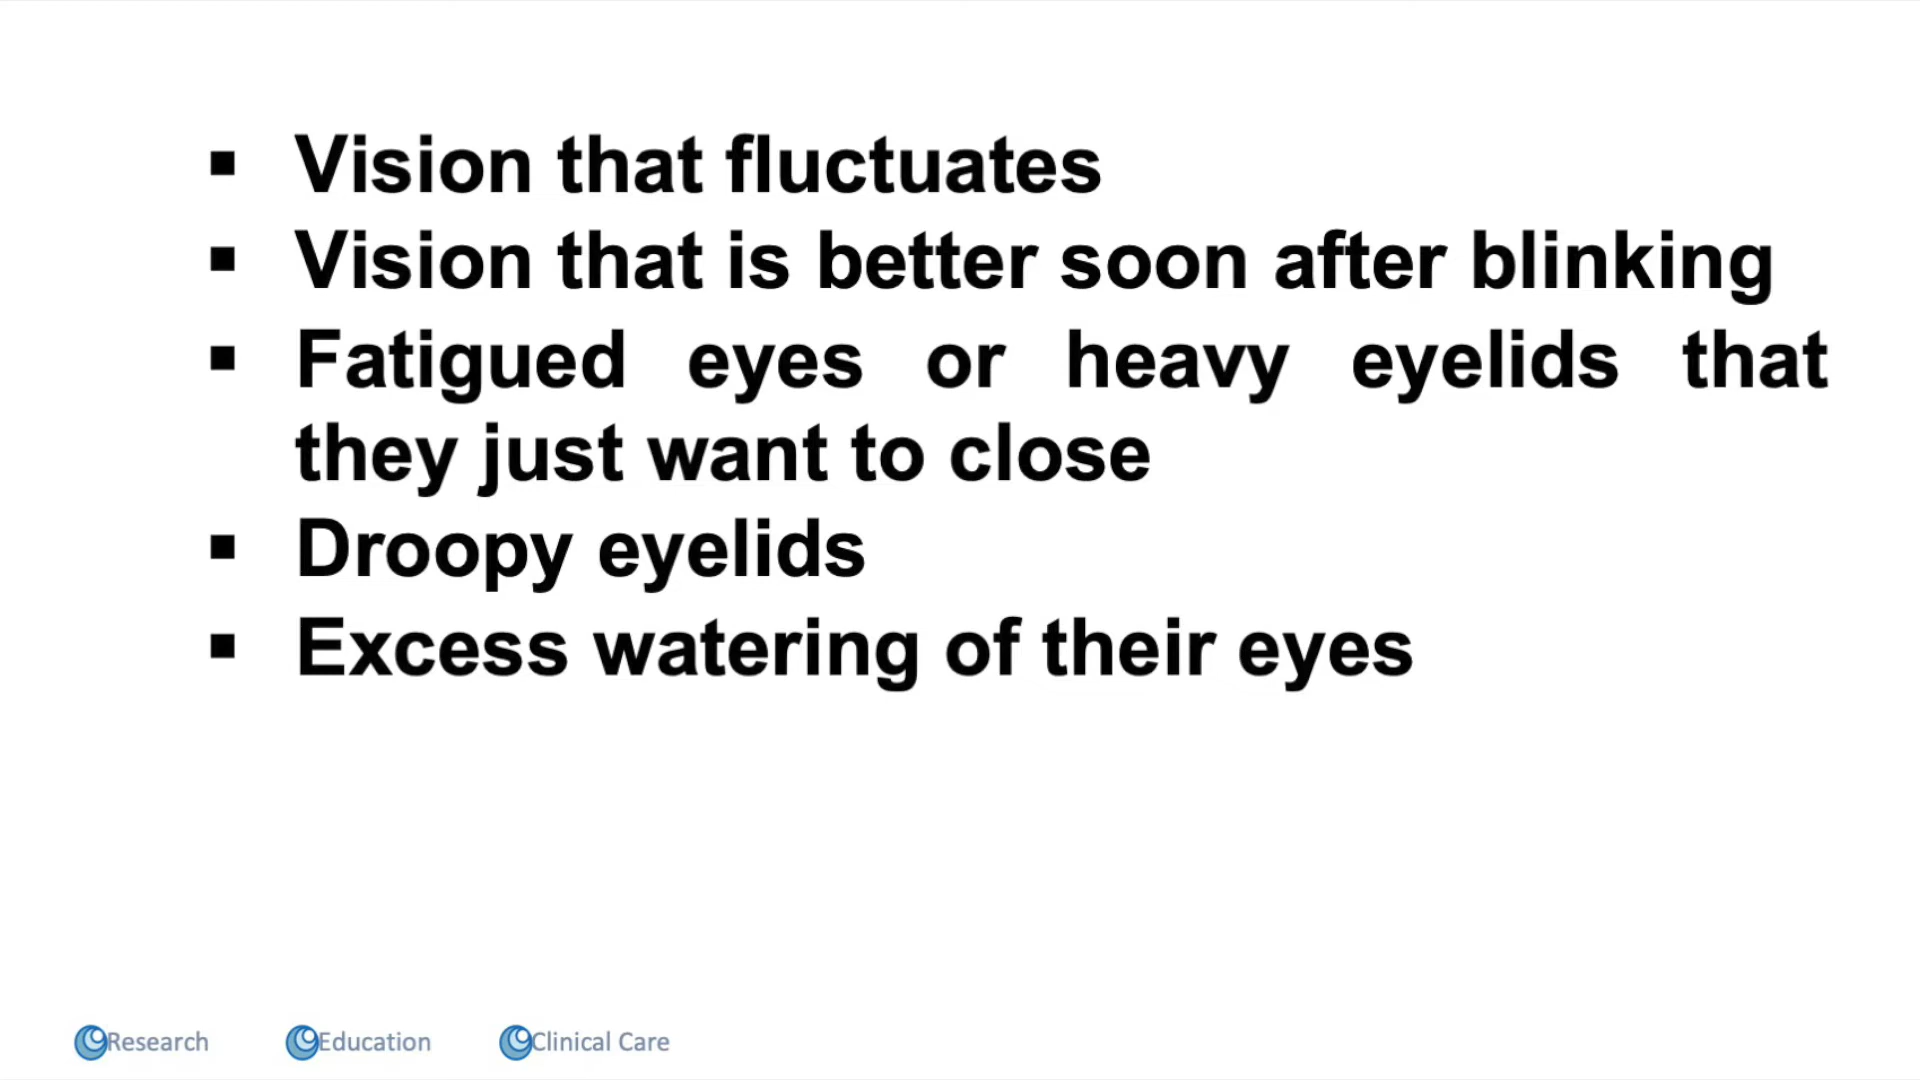 ▪ Vision that fluctuates
▪ Vision that is better soon after blinking
▪ Fatigued eyes or heavy eyelids that
they just want to close
▪ Droopy eyelids
▪ Excess watering of their eyes
Research Education Clinical Care